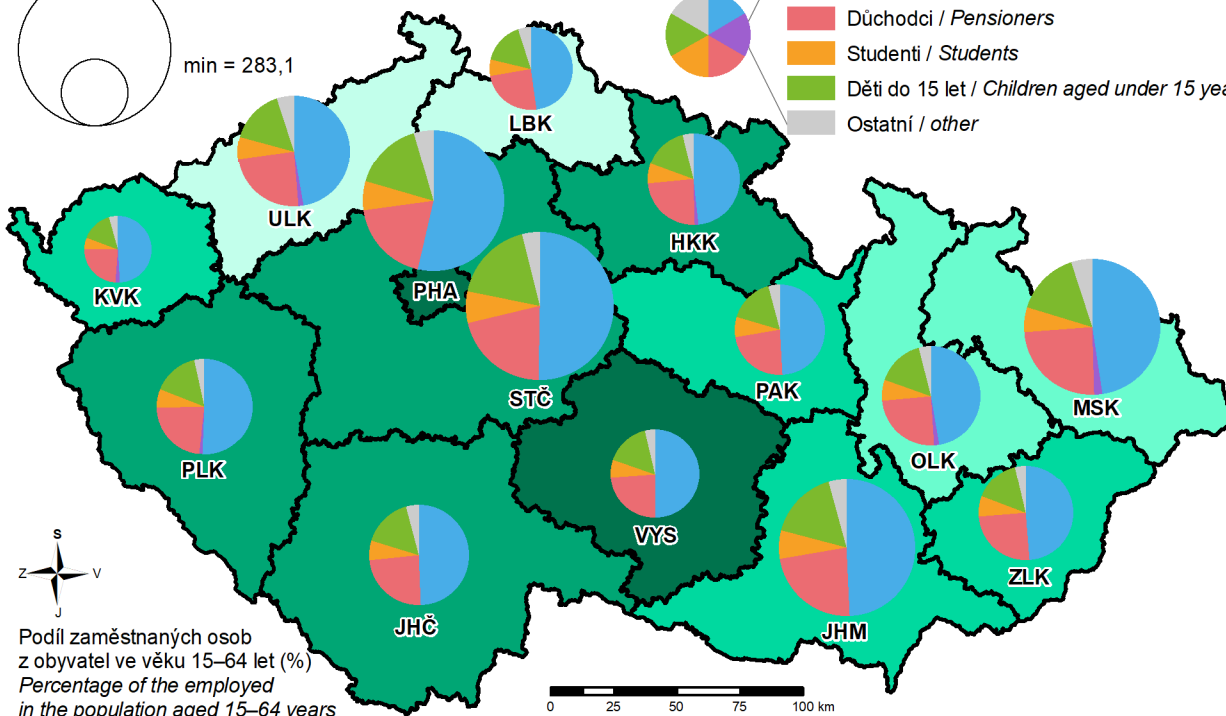 min = 283,1
Důchodci / Pensioners
Studenti / Students
Děti do 15 let / Children aged under 15 yea
Ostatní / other
LBK
ULK
HKK
KVK
PHA
STČ
PAK
MSK
OLK
PLK
VYS
ZLK
JHČ
JHM
S
Z
V
J
Podíl zaměstnaných osob
z obyvatel ve věku 15–64 let (%)
Percentage of the employed
in the population aged 15–64 years
0 25 50 75 100 km